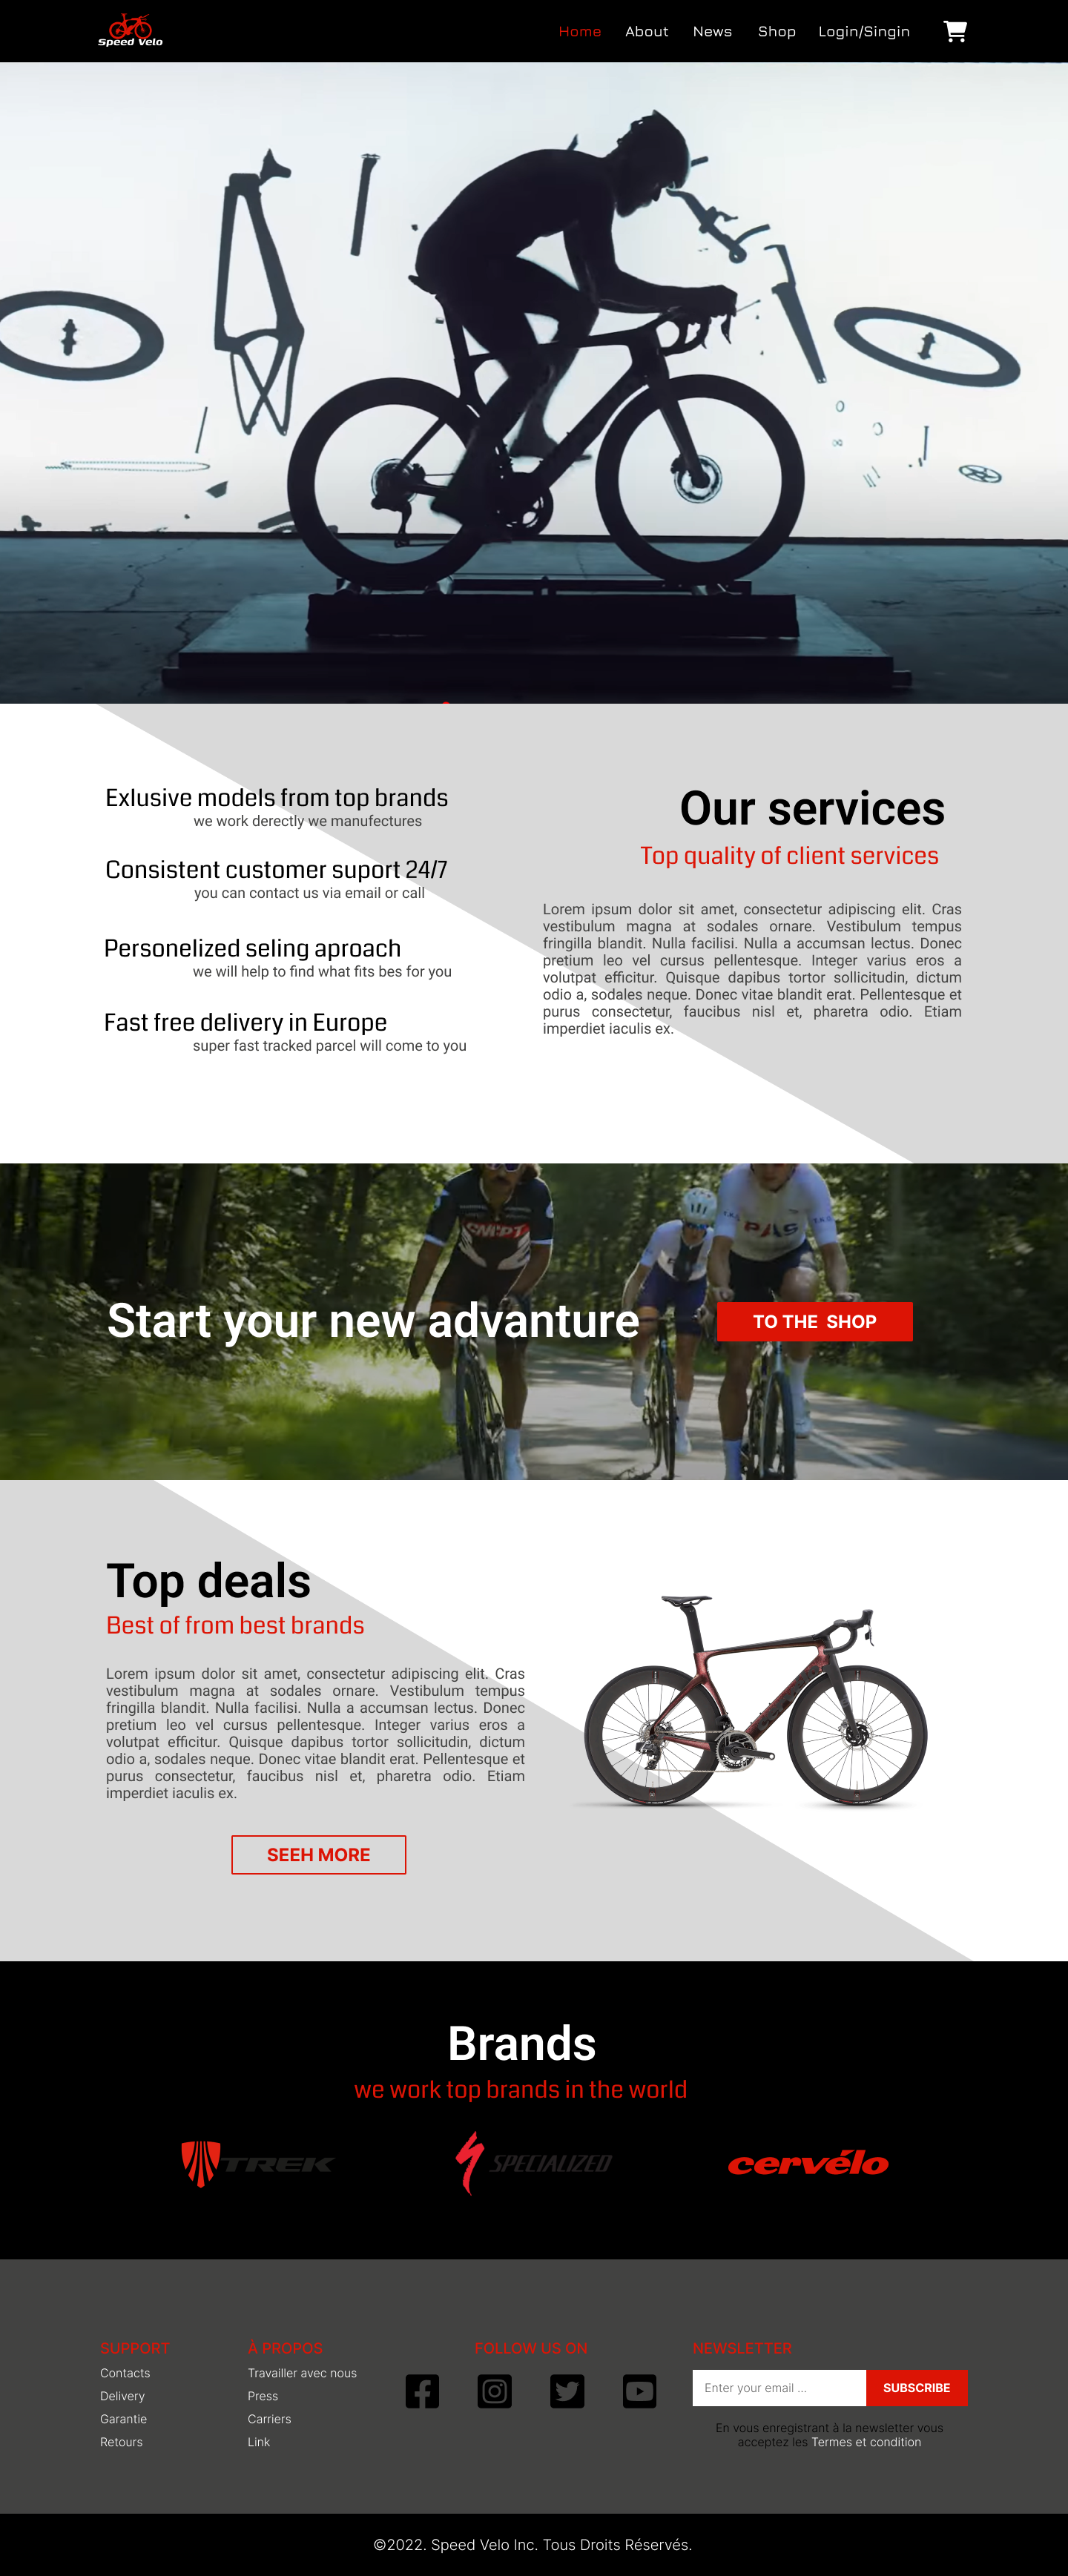 Speed Velo
Home
About
News
Shop
Login/Singin
Exlusive models from top brands
we work derectly we manufectures
Consistent customer suport 24/7
you can contact us via email or call
Personelized seling aproach
we will help to find what fits bes for you
Fast free delivery in Europe
super fast tracked parcel will come to you
Our services
Top quality of client services
Lorem ipsum dolor sit amet, consectetur adipiscing elit. Cras
vestibulum magna at sodales ornare. Vestibulum tempus
fringilla blandit. Nulla facilisi. Nulla a accumsan lectus. Donec
pretium leo vel cursus pellentesque. Integer varius eros a
volutpat efficitur. Quisque dapibus tortor sollicitudin, dictum
odio a, sodales neque. Donec vitae blandit erat. Pellentesque et
purus consectetur, faucibus nisl et, pharetra odio. Etiam
imperdiet iaculis ex.
PAS
Start your new advanture
TO THE SHOP
Top deals
Best of from best brands
Lorem ipsum dolor sit amet, consectetur adipiscing elit. Cras
vestibulum magna at sodales ornare. Vestibulum tempus
fringilla blandit. Nulla facilisi. Nulla a accumsan lectus. Donec
pretium leo vel cursus pellentesque. Integer varius eros a
volutpat efficitur. Quisque dapibus tortor sollicitudin, dictum
odio a, sodales neque. Donec vitae blandit erat. Pellentesque et
purus consectetur, faucibus nisl et, pharetra odio. Etiam
imperdiet iaculis ex.
SEEH MORE
Brands
we work top brands in the world
TREK
SPECIALIZED
cervélo
SUPPORT
Contacts
Delivery
Garantie
Retours
À PROPOS
Travailler avec nous
Press
Carriers
Link
FOLLOW US ON
NEWSLETTER
Enter your email ...
SUBSCRIBE
En vous enregistrant à la newsletter vous
acceptez les Termes et condition
©2022. Speed Velo Inc. Tous Droits Réservés.